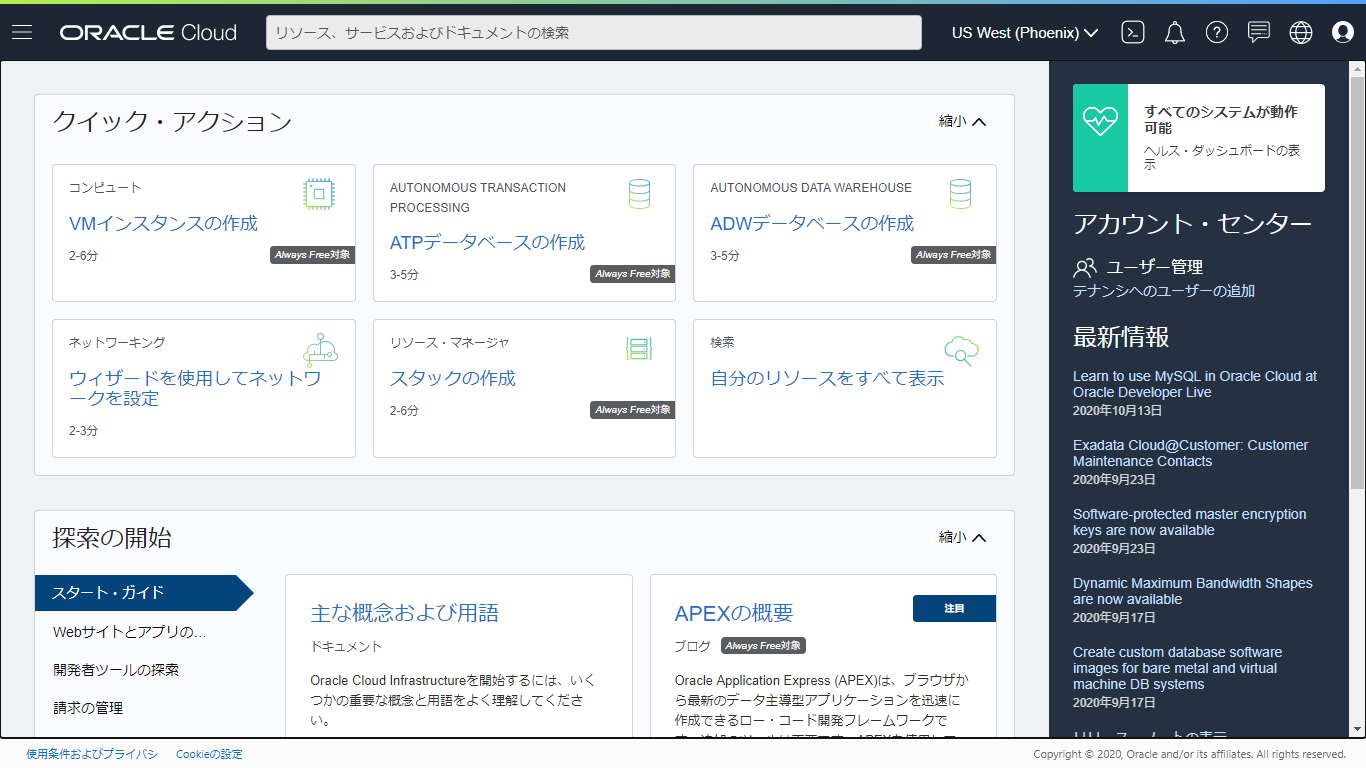 ORACLE Cloud
リソース、サービスおよびドキュメントの検索
US West (Phoenix)
クイック・アクション
縮小
コンピュート
VMインスタンスの作成
2-6分
Always Free対象
AUTONOMOUS TRANSACTION
PROCESSING
ATPデータベースの作成
3-5分
Always Free対象
AUTONOMOUS DATA WAREHOUSE
ADWデータベースの作成
3-5分
Always Free対象
ネットワーキング
ウィザードを使用してネットワ
ークを設定
2-3分
リソース・マネージャ
スタックの作成
2-6分
Always Free対象
検索
自分のリソースをすべて表示
探索の開始
縮小
スタート・ガイド
Webサイトとアプリの...
開発者ツールの探索
請求の管理
主な概念および用語
ドキュメント
Oracle Cloud Infrastructureを開始するには、いく
つかの重要な概念と用語をよく理解してくださ
い。
APEXの概要
注目
ブログ
Always Free対象
Oracle Application Express (APEX)は、ブラウザか
ら最新のデータ主導型アプリケーションを迅速に
作成できるロー・コード開発フレームワークで
すべてのシステムが動作
可能
ヘルス・ダッシュボードの表
示
アカウント・センター
ユーザー管理
テナンシへのユーザーの追加
最新情報
Learn to use MySQL in Oracle Cloud at
Oracle Developer Live
2020年10月13日
Exadata Cloud@Customer: Customer
Maintenance Contacts
2020年9月23日
Software-protected master encryption
keys are now available
2020年9月23日
Dynamic Maximum Bandwidth Shapes
are now available
2020年9月17日
Create custom database software
images for bare metal and virtual
machine DB systems
2020年9月17日
使用条件およびプライバシ
Cookieの設定
Copyright © 2020, Oracle and/or its affiliates. All rights reserved.